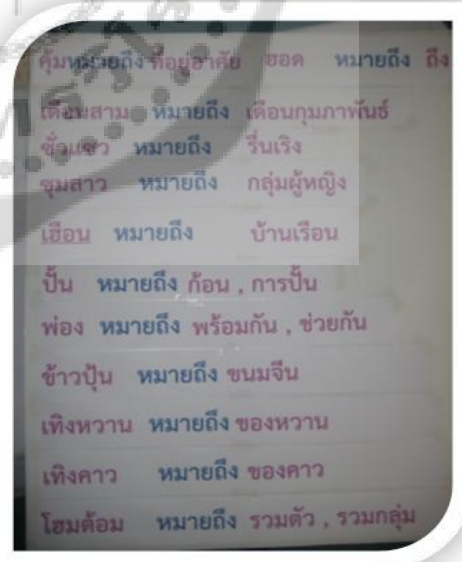 คุ้มหมายถึง ที่อยู่อาศัย ฮอด หมายถึง ถึง
เดือนสาม หมายถึง เดือนกุมภาพันธ์
ซั่วแซว หมายถึง รื่นเริง
ซุมสาว หมายถึง กลุ่มผู้หญิง
เฮือน หมายถึง บ้านเรือน
ปั้น หมายถึง ก้อน , การปั้น
พ่อง หมายถึง พร้อมกัน , ช่วยกัน
ข้าวปุ้น หมายถึง ขนมจีน
เทิงหวาน หมายถึง ของหวาน
เทิงคาว หมายถึง ของคาว
โฮมต้อม หมายถึง รวมตัว , รวมกลุ่ม